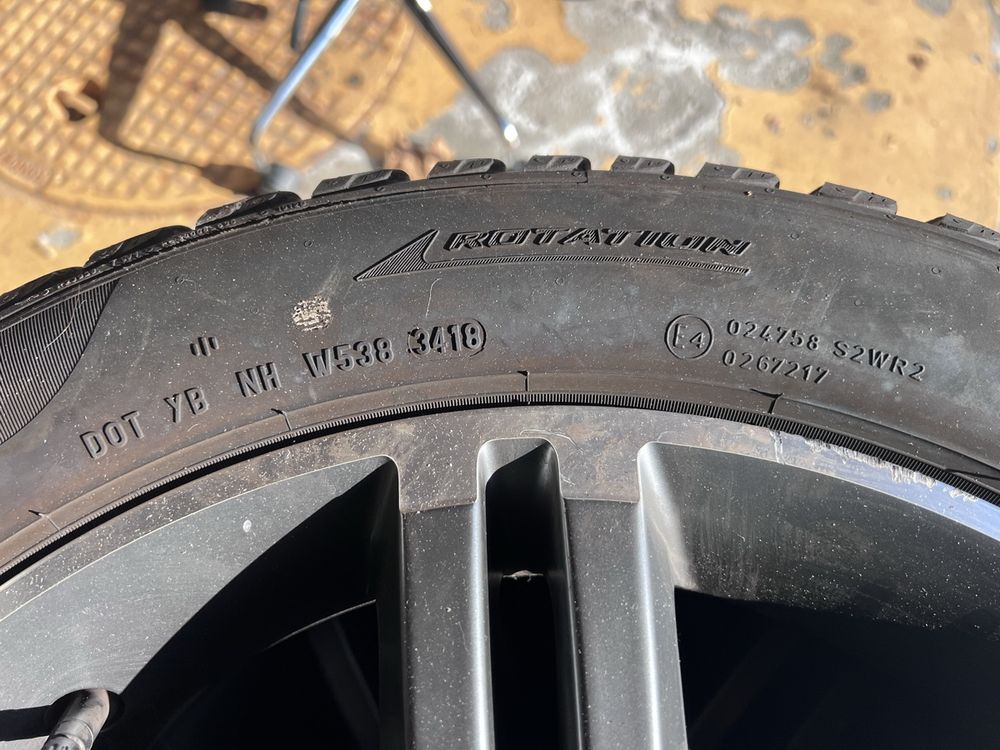 ROTATION
DOT YB NH W538 3418
E4 024758 S2WR2
0267217